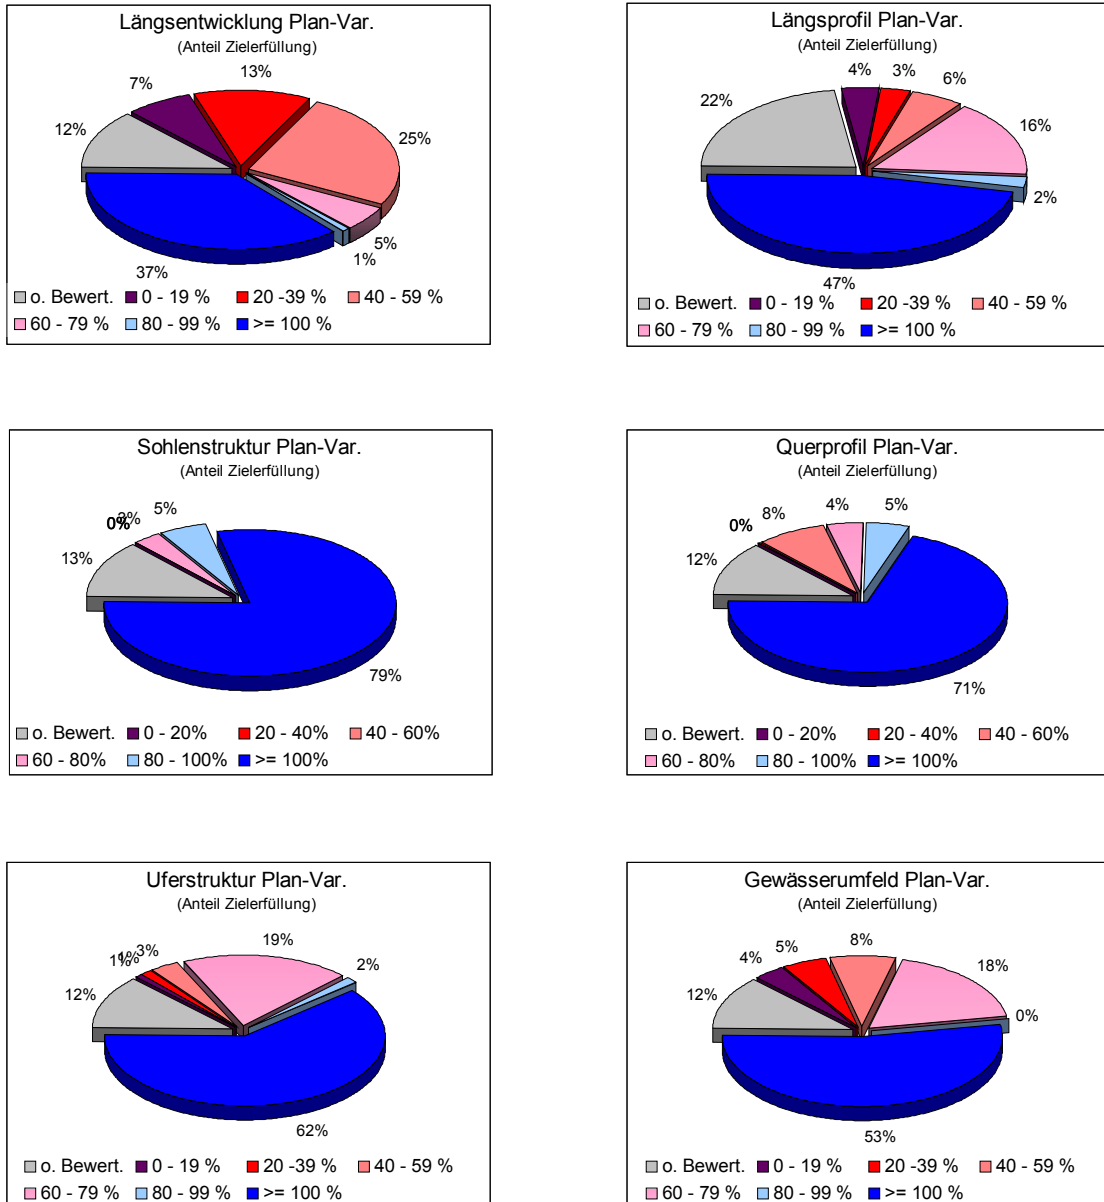 Längsentwicklung Plan-Var.
(Anteil Zielerfüllung)
7%
13%
12%
25%
5%
1%
37%
o. Bewert. 0 - 19 % 20 -39 % 40 - 59 %
60 - 79 % 80 - 99 % >= 100 %
Längsprofil Plan-Var.
(Anteil Zielerfüllung)
4% 3%
6%
22%
16%
2%
47%
o. Bewert. 0 - 19 % 20 -39 % 40 - 59 %
60 - 79 % 80 - 99 % >= 100 %
Sohlenstruktur Plan-Var.
(Anteil Zielerfüllung)
5%
0%
13%
79%
o. Bewert. 0 - 20% 20 - 40% 40 - 60%
60 - 80% 80 - 100% >= 100%
Querprofil Plan-Var.
(Anteil Zielerfüllung)
4% 5%
0% 8%
12%
71%
o. Bewert. 0 - 20% 20 - 40% 40 - 60%
60 - 80% 80 - 100% >= 100%
Uferstruktur Plan-Var.
(Anteil Zielerfüllung)
19%
1% 3%
2%
12%
62%
o. Bewert. 0 - 19 % 20 -39 % 40 - 59 %
60 - 79 % 80 - 99 % >= 100 %
Gewässerumfeld Plan-Var.
(Anteil Zielerfüllung)
5% 8%
4%
18%
12%
0%
53%
o. Bewert. 0 - 19 % 20 -39 % 40 - 59 %
60 - 79 % 80 - 99 % >= 100 %